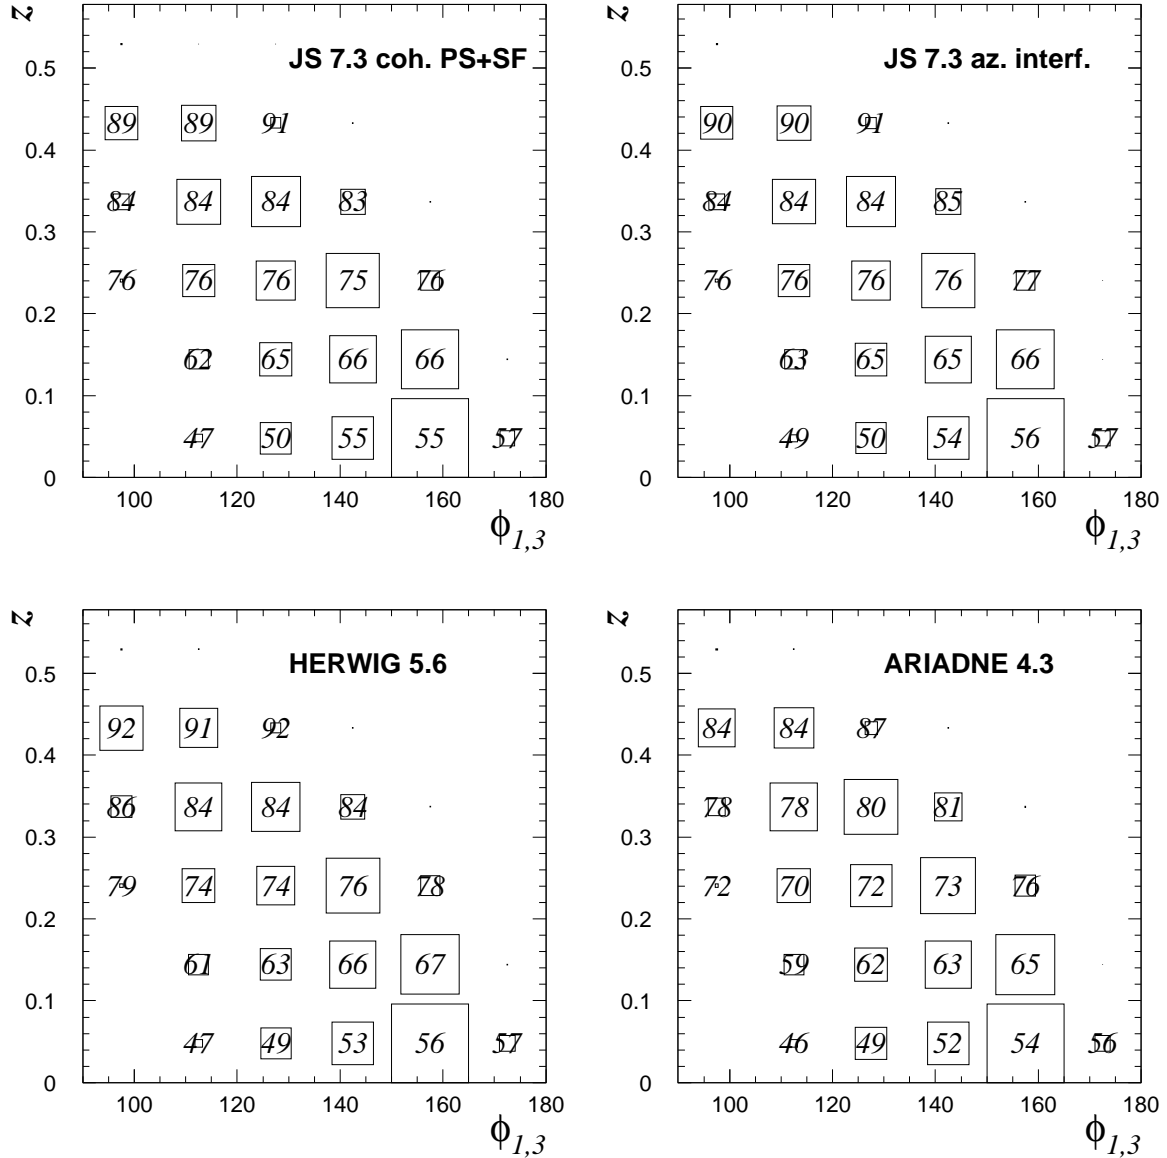 z
JS 7.3 coh. PS+SF
0.5
89 89 91
0.4
84 84 84 83
0.3
76 76 76 75 76
0.2
62 65 66 66
0.1
47 50 55 55 57
0
100 120 140 160 180
ϕ1,3
z
JS 7.3 az. interf.
0.5
90 90 91
0.4
84 84 84 85
0.3
76 76 76 76 77
0.2
63 65 65 66
0.1
49 50 54 56 57
0
100 120 140 160 180
ϕ1,3
z
HERWIG 5.6
0.5
92 91 92
0.4
86 84 84 84
0.3
79 74 74 76 78
0.2
61 63 66 67
0.1
47 49 53 56 57
0
100 120 140 160 180
ϕ1,3
z
ARIADNE 4.3
0.5
84 84 87
0.4
78 78 80 81
0.3
72 70 72 73 76
0.2
59 62 63 65
0.1
46 49 52 54 56
0
100 120 140 160 180
ϕ1,3